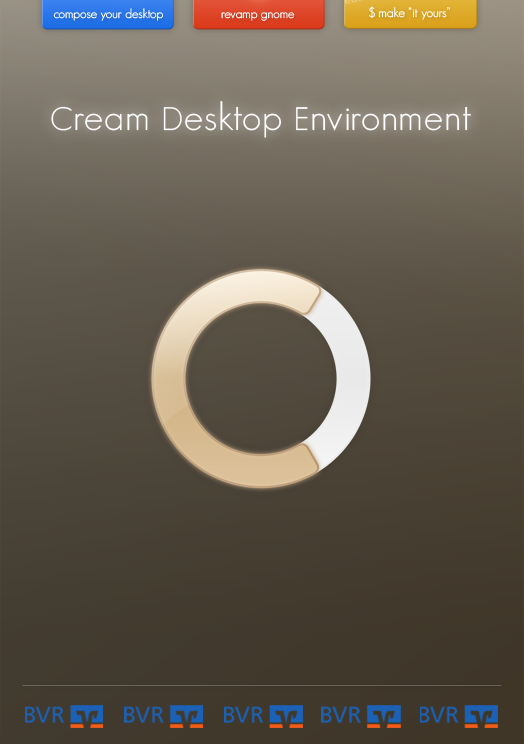 compose your desktop
revamp gnome
$ make "it yours"
Cream Desktop Environment
BVR BVR BVR BVR BVR